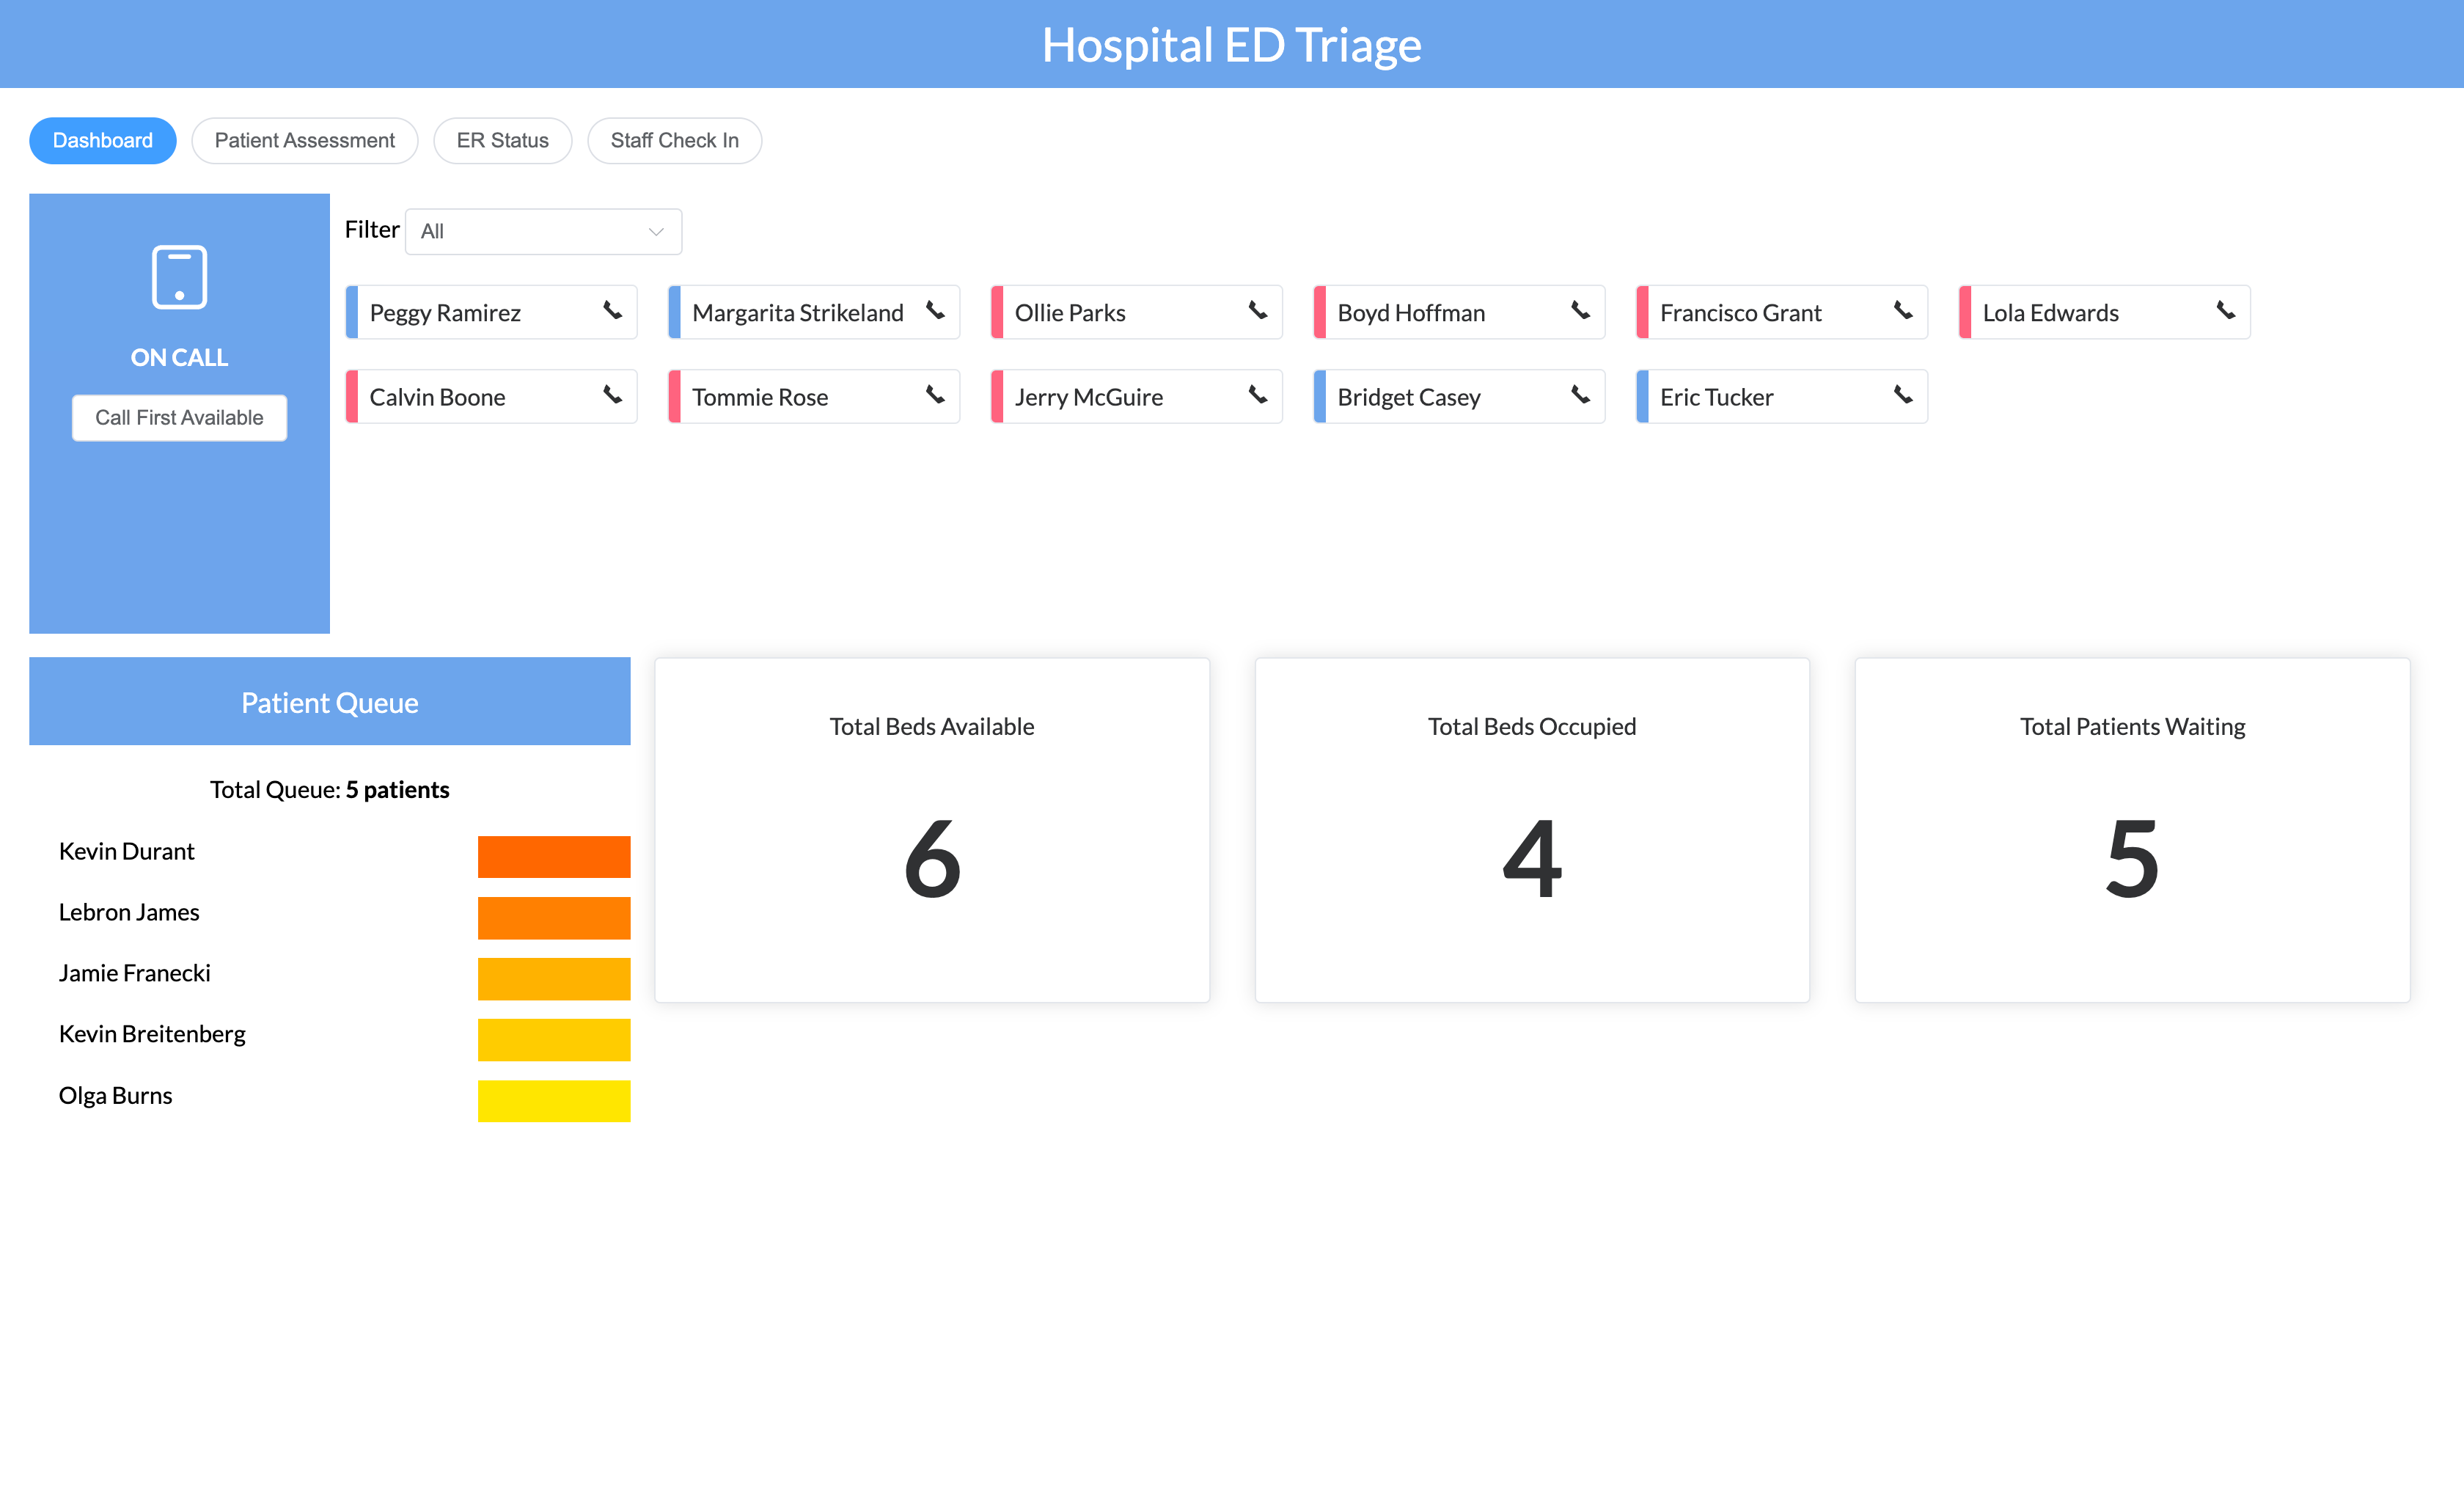 Hospital ED Triage
Dashboard Patient Assessment ER Status Staff Check In
ON CALL
Call First Available
Filter All
Peggy Ramirez Margarita Strikeland Ollie Parks Boyd Hoffman Francisco Grant Lola Edwards
Calvin Boone Tommie Rose Jerry McGuire Bridget Casey Eric Tucker
Patient Queue
Total Queue: 5 patients
Kevin Durant
Lebron James
Jamie Franecki
Kevin Breitenberg
Olga Burns
Total Beds Available
6
Total Beds Occupied
4
Total Patients Waiting
5